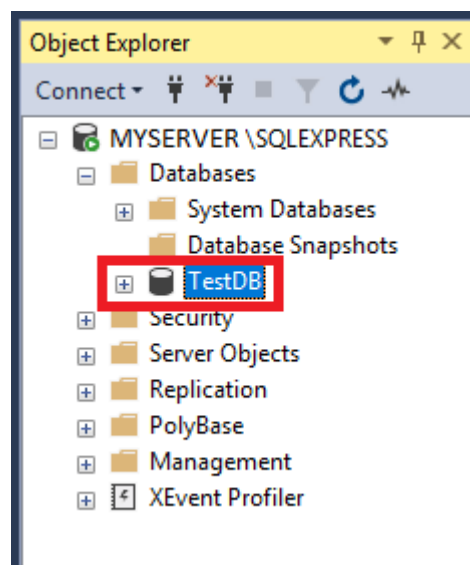 Object Explorer
Connect
MYSERVER \SQLEXPRESS
Databases
System Databases
Database Snapshots
TestDB
Security
Server Objects
Replication
PolyBase
Management
XEvent Profiler